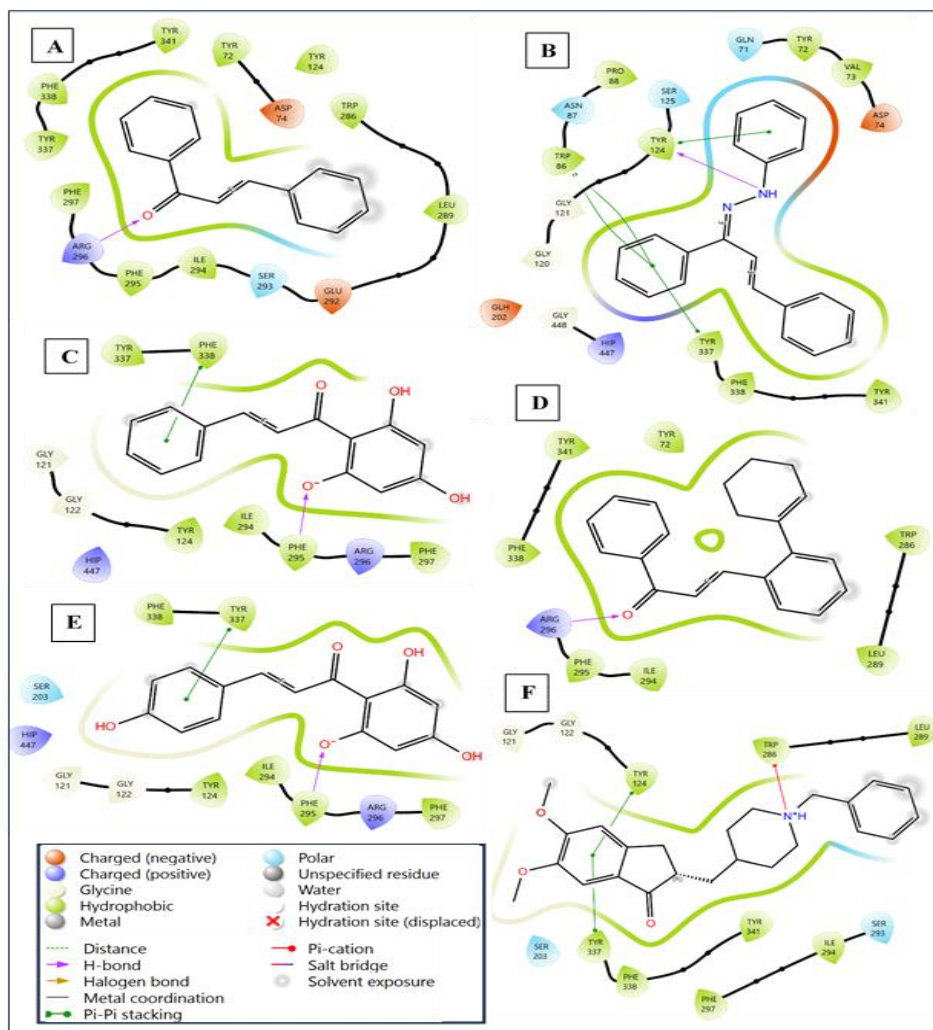 A
TYR
341
TYR
72
TYR
124
PHE
338
ASP
74
TRP
286
TYR
337
PHE
297
LEU
289
O
ARG
296
PHE
295
ILE
294
SER
293
GLU
292
B
GLN
71
TYR
72
VAL
73
ASP
74
PRO
88
ASN
87
SER
125
TYR
124
TRP
86
GLY
121
GLY
120
N
NH
GLH
202
GLY
448
HIP
447
TYR
337
PHE
338
TYR
341
C
TYR
337
PHE
338
O
OH
GLY
121
GLY
122
TYR
124
HIP
447
O-
OH
ILE
294
PHE
295
ARG
296
PHE
297
D
TYR
341
TYR
72
PHE
338
TRP
286
ARG
296
O
PHE
295
ILE
294
LEU
289
E
PHE
338
TYR
337
O
OH
SER
203
HIP
447
HO
O-
OH
GLY
121
GLY
122
TYR
124
ILE
294
PHE
295
ARG
296
PHE
297
F
GLY
121
GLY
122
TYR
124
TRP
286
LEU
289
O
O
O
N+H
SER
203
TYR
337
PHE
338
TYR
341
PHE
297
ILE
294
SER
293
Charged (negative)
Charged (positive)
Glycine
Hydrophobic
Metal
Polar
Unspecified residue
Water
Hydration site
Hydration site (displaced)
Distance
H-bond
Halogen bond
Metal coordination
Pi-Pi stacking
Pi-cation
Salt bridge
Solvent exposure